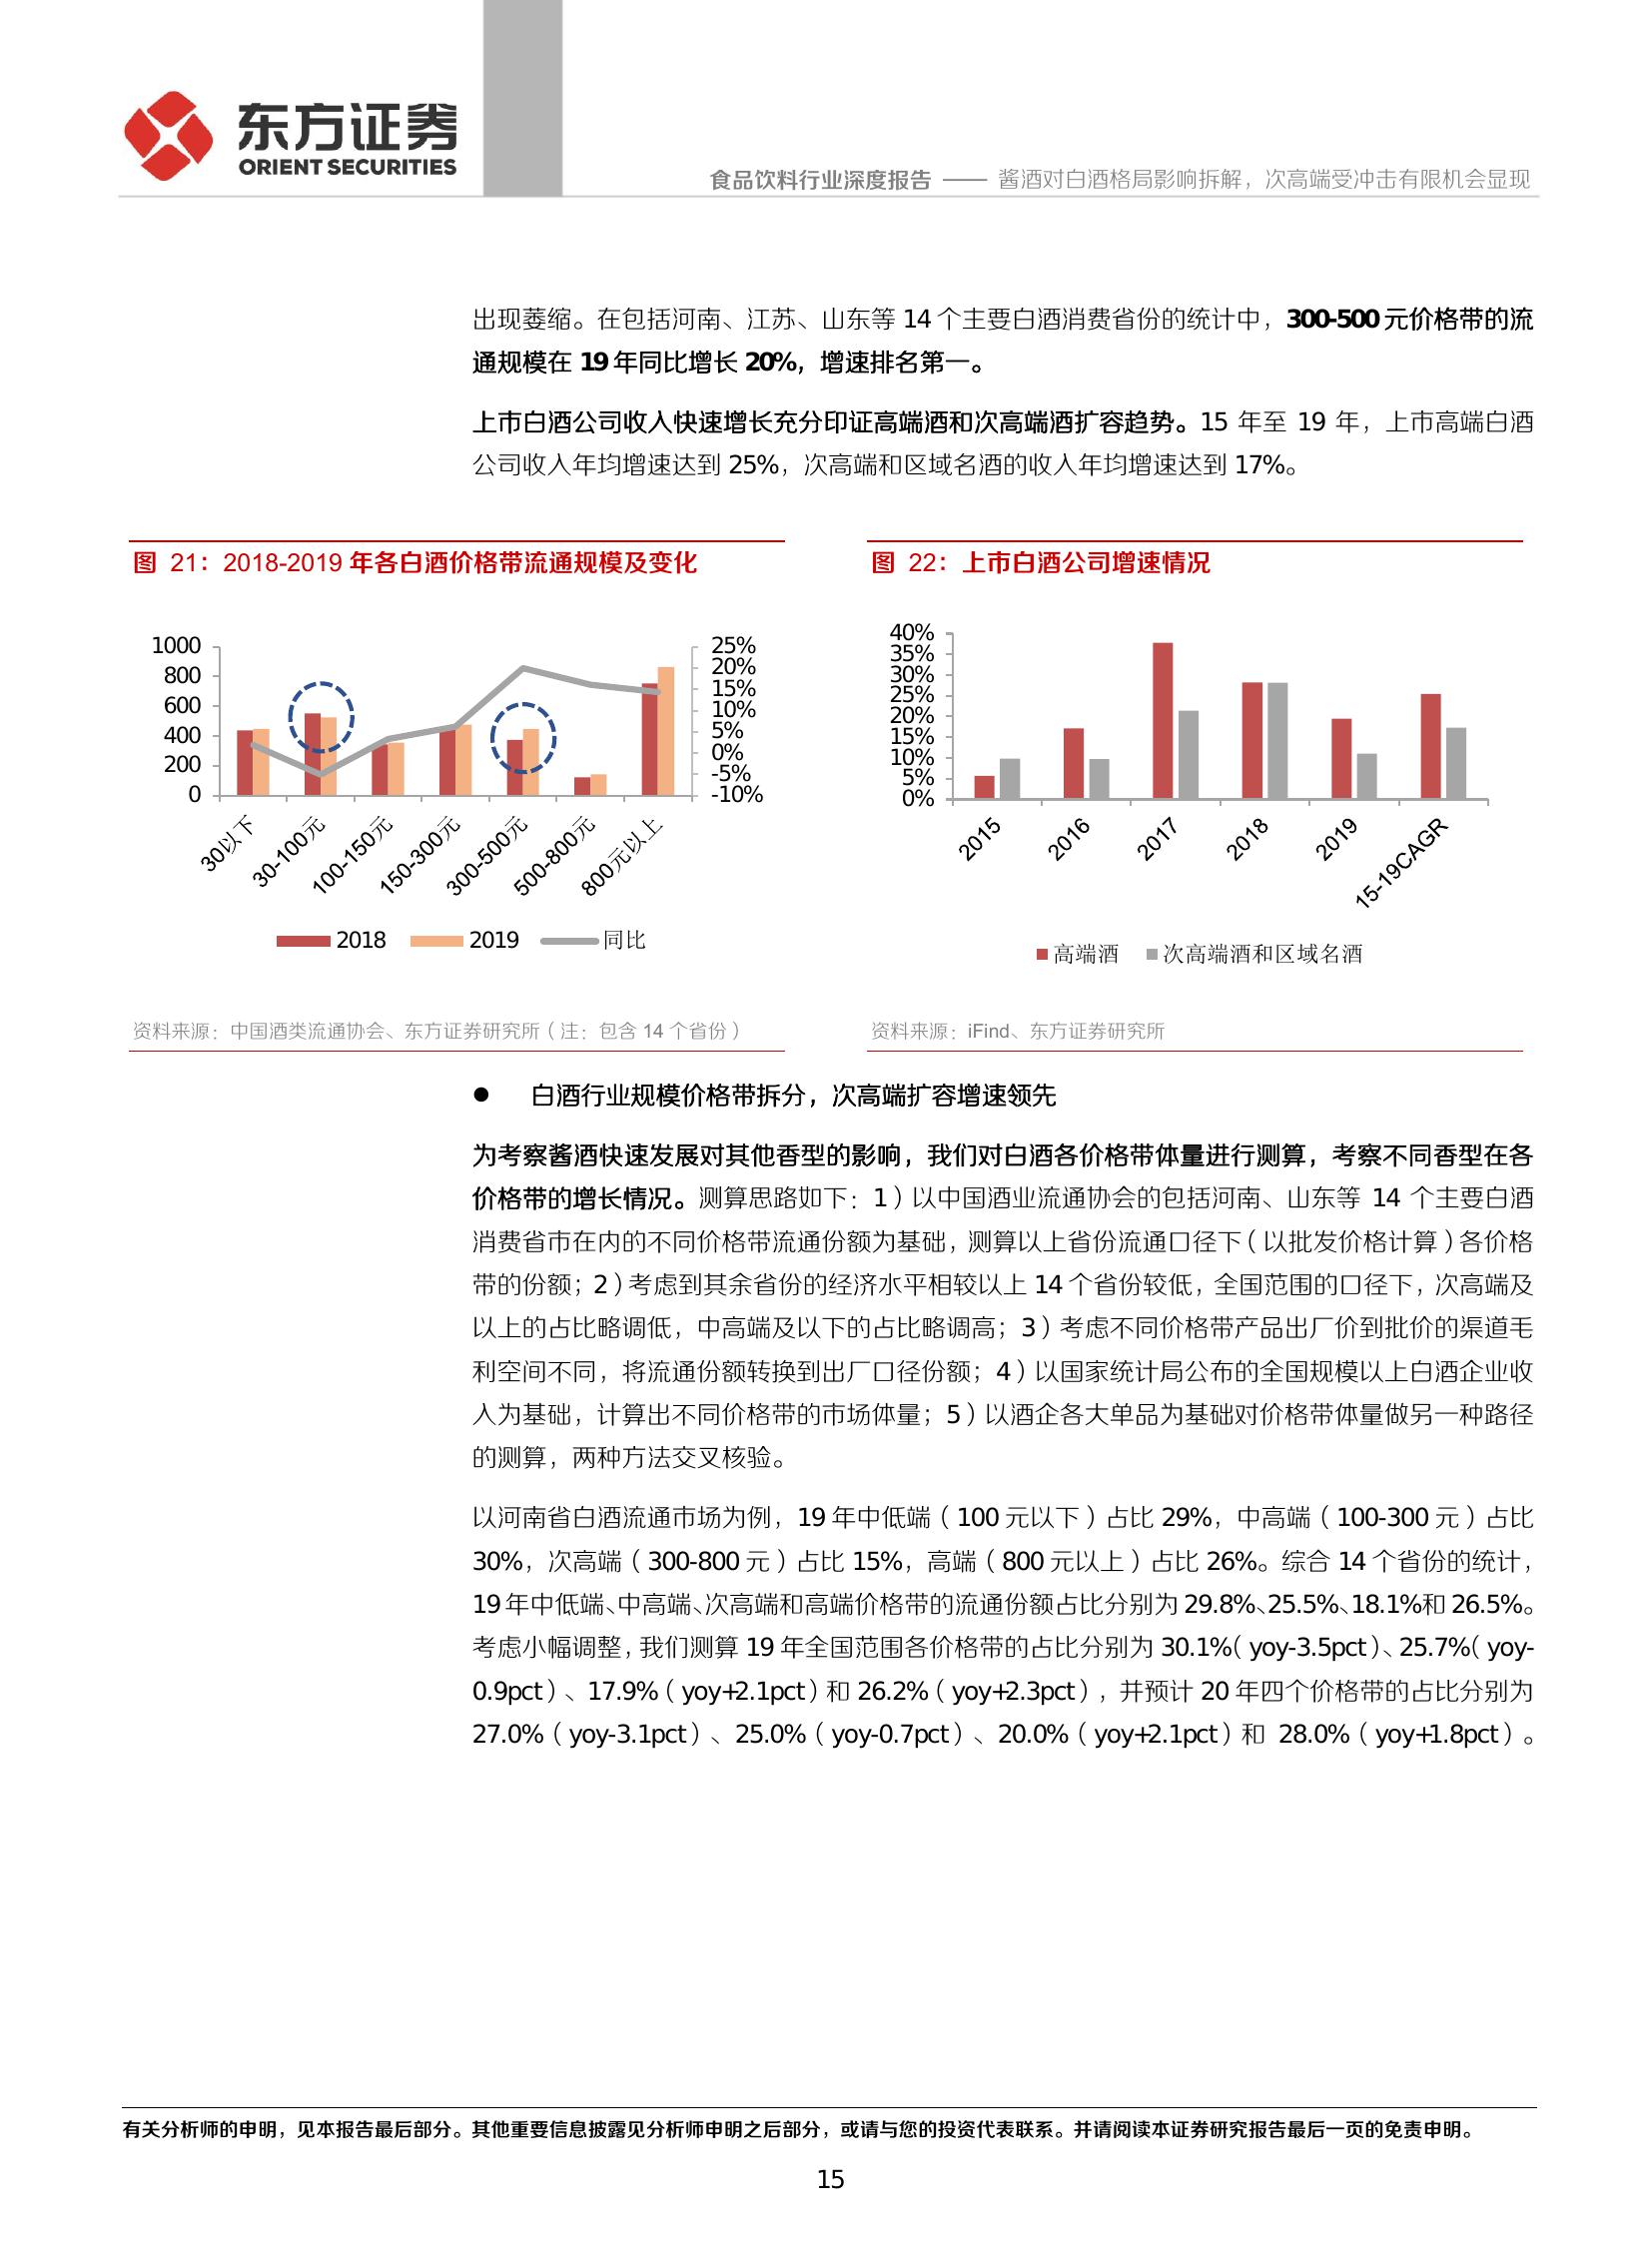 东方证券
ORIENT SECURITIES
食品饮料行业深度报告 —— 酱酒对白酒格局影响拆解，次高端受冲击有限机会显现
出现萎缩。在包括河南、江苏、山东等 14 个主要白酒消费省份的统计中，300-500 元价格带的流
通规模在 19 年同比增长 20%，增速排名第一。
上市白酒公司收入快速增长充分印证高端酒和次高端酒扩容趋势。15 年至 19 年，上市高端白酒
公司收入年均增速达到 25%，次高端和区域名酒的收入年均增速达到 17%。
图 21：2018-2019 年各白酒价格带流通规模及变化
1000
800
600
400
200
0
25%
20%
15%
10%
5%
0%
-5%
-10%
30以下
30-100元
100-150元
150-300元
300-500元
500-800元
800元以上
2018 2019 同比
资料来源：中国酒类流通协会、东方证券研究所（注：包含 14 个省份）
图 22：上市白酒公司增速情况
40%
35%
30%
25%
20%
15%
10%
5%
0%
2015
2016
2017
2018
2019
15-19CAGR
高端酒 次高端酒和区域名酒
资料来源：iFind、东方证券研究所
● 白酒行业规模价格带拆分，次高端扩容增速领先
为考察酱酒快速发展对其他香型的影响，我们对白酒各价格带体量进行测算，考察不同香型在各
价格带的增长情况。测算思路如下：1）以中国酒业流通协会的包括河南、山东等 14 个主要白酒
消费省市在内的不同价格带流通份额为基础，测算以上省份流通口径下（以批发价格计算）各价格
带的份额；2）考虑到其余省份的经济水平相较以上 14 个省份较低，全国范围的口径下，次高端及
以上的占比略调低，中高端及以下的占比略调高；3）考虑不同价格带产品出厂价到批价的渠道毛
利空间不同，将流通份额转换到出厂口径份额；4）以国家统计局公布的全国规模以上白酒企业收
入为基础，计算出不同价格带的市场体量；5）以酒企各大单品为基础对价格带体量做另一种路径
的测算，两种方法交叉核验。
以河南省白酒流通市场为例，19 年中低端（100 元以下）占比 29%，中高端（100-300 元）占比
30%，次高端（300-800 元）占比 15%，高端（800 元以上）占比 26%。综合 14 个省份的统计，
19 年中低端、中高端、次高端和高端价格带的流通份额占比分别为 29.8%、25.5%、18.1%和 26.5%。
考虑小幅调整，我们测算 19 年全国范围各价格带的占比分别为 30.1%（yoy-3.5pct）、25.7%（yoy-
0.9pct）、17.9%（yoy+2.1pct）和 26.2%（yoy+2.3pct），并预计 20 年四个价格带的占比分别为
27.0%（yoy-3.1pct）、25.0%（yoy-0.7pct）、20.0%（yoy+2.1pct）和 28.0%（yoy+1.8pct）。
有关分析师的申明，见本报告最后部分。其他重要信息披露见分析师申明之后部分，或请与您的投资代表联系。并请阅读本证券研究报告最后一页的免责申明。
15